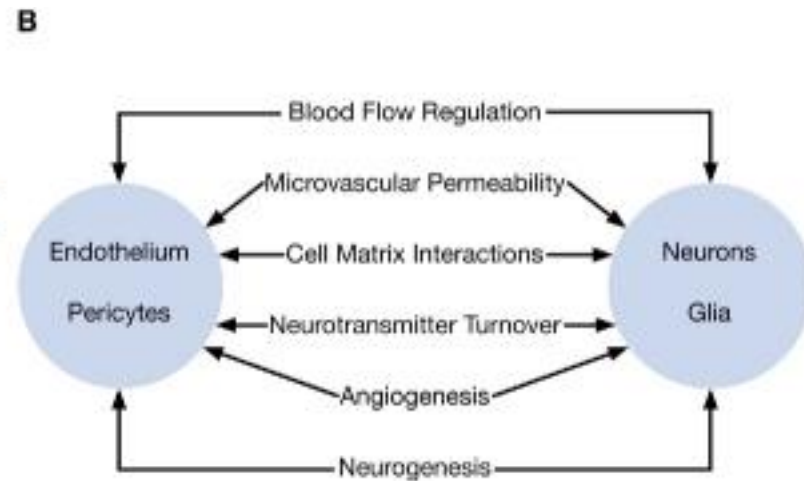 B
Blood Flow Regulation
Microvascular Permeability
Endothelium
Cell Matrix Interactions
Neurons
Pericytes
Neurotransmitter Turnover
Glia
Angiogenesis
Neurogenesis